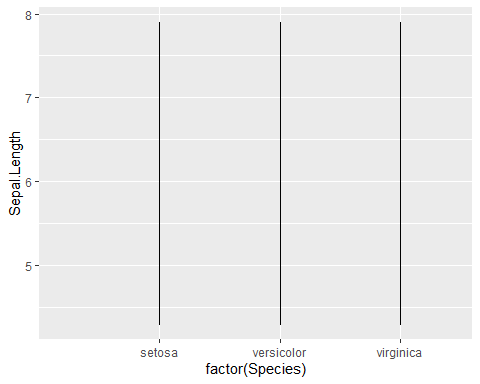 8
7
6
5
Sepal.Length
setosa versicolor virginica
factor(Species)